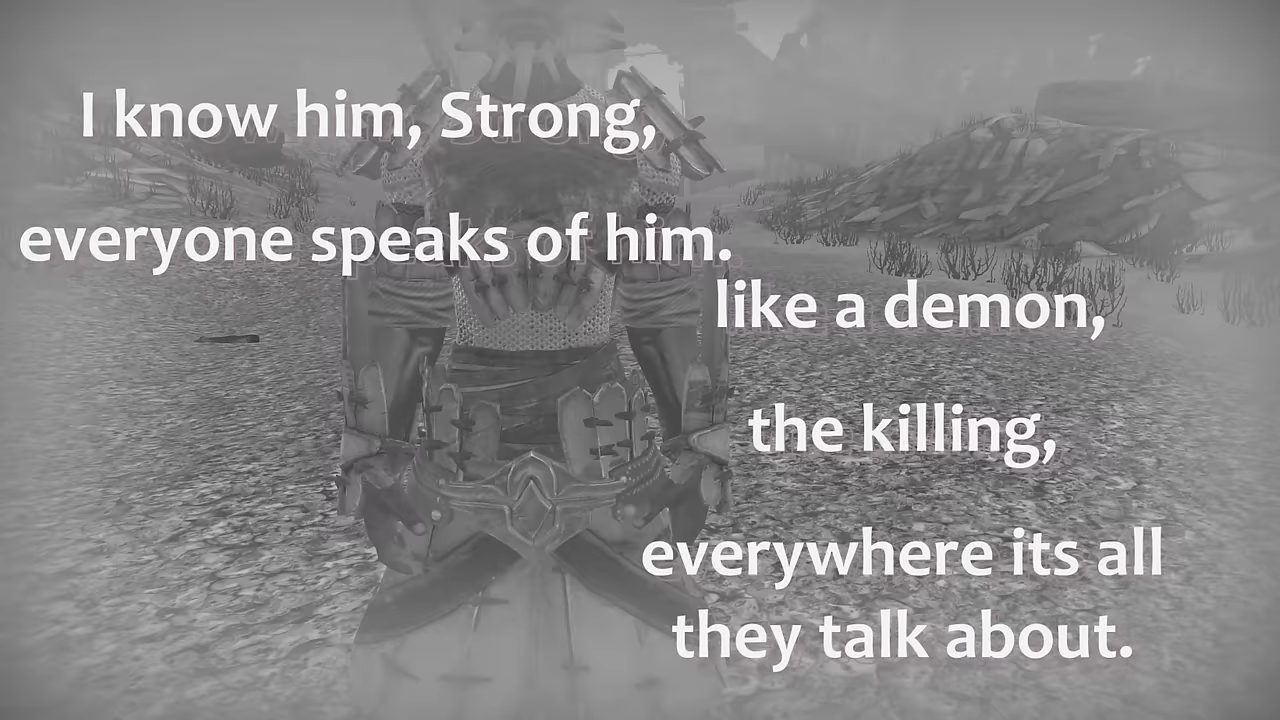 I know him, Strong,
everyone speaks of him.
like a demon,
the killing,
everywhere its all
they talk about.